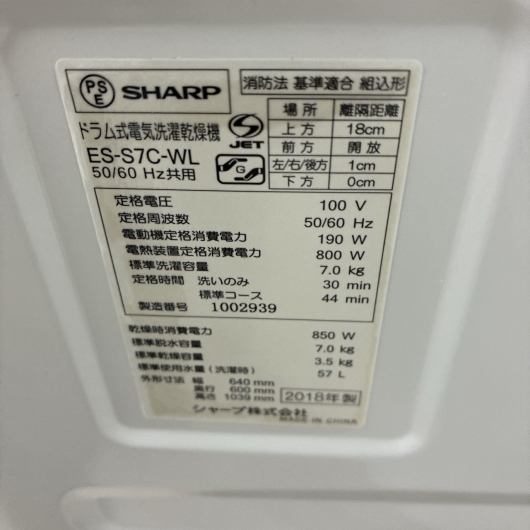 PSE SHARP
消防法 基準適合 組込形
ドラム式電気洗濯乾燥機
ES-S7C-WL
50/60 Hz共用
JET
G
場所 離隔距離
上方 18cm
前方 開放
左/右/後方 1cm
下方 0cm
定格電圧 100 V
定格周波数 50/60 Hz
電動機定格消費電力 190 W
電熱装置定格消費電力 800 W
標準洗濯容量 7.0 kg
定格時間 洗いのみ 30 min
標準コース 44 min
製造番号 1002939
乾燥時消費電力 850 W
標準脱水容量 7.0 kg
標準乾燥容量 3.5 kg
標準使用水量(洗濯時) 57 L
外形寸法 幅 640 mm
奥行 600 mm
高さ 1039 mm
2018年製
シャープ株式会社
MADE IN CHINA